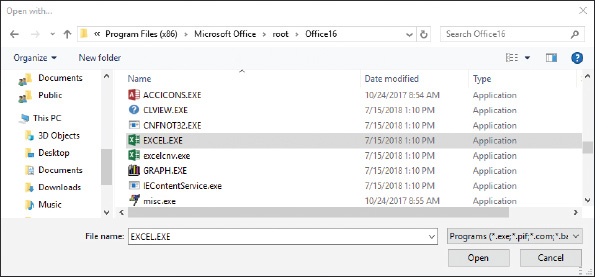 Open with...
« Program Files (x86) > Microsoft Office > root > Office16
Search Office16
Organize
New folder
Documents
Public
This PC
3D Objects
Desktop
Documents
Downloads
Music
Name Date modified Type
ACCICONS.EXE 10/24/2017 8:54 AM Application
CLVIEW.EXE 7/15/2018 1:10 PM Application
CNFNOT32.EXE 7/15/2018 1:10 PM Application
EXCEL.EXE 7/15/2018 1:10 PM Application
excelcnv.exe 7/15/2018 1:10 PM Application
GRAPH.EXE 7/15/2018 1:10 PM Application
IEContentService.exe 7/15/2018 1:10 PM Application
misc.exe 10/24/2017 8:55 AM Application
File name: EXCEL.EXE
Programs (*.exe;*.pif;*.com;*.ba
Open Cancel